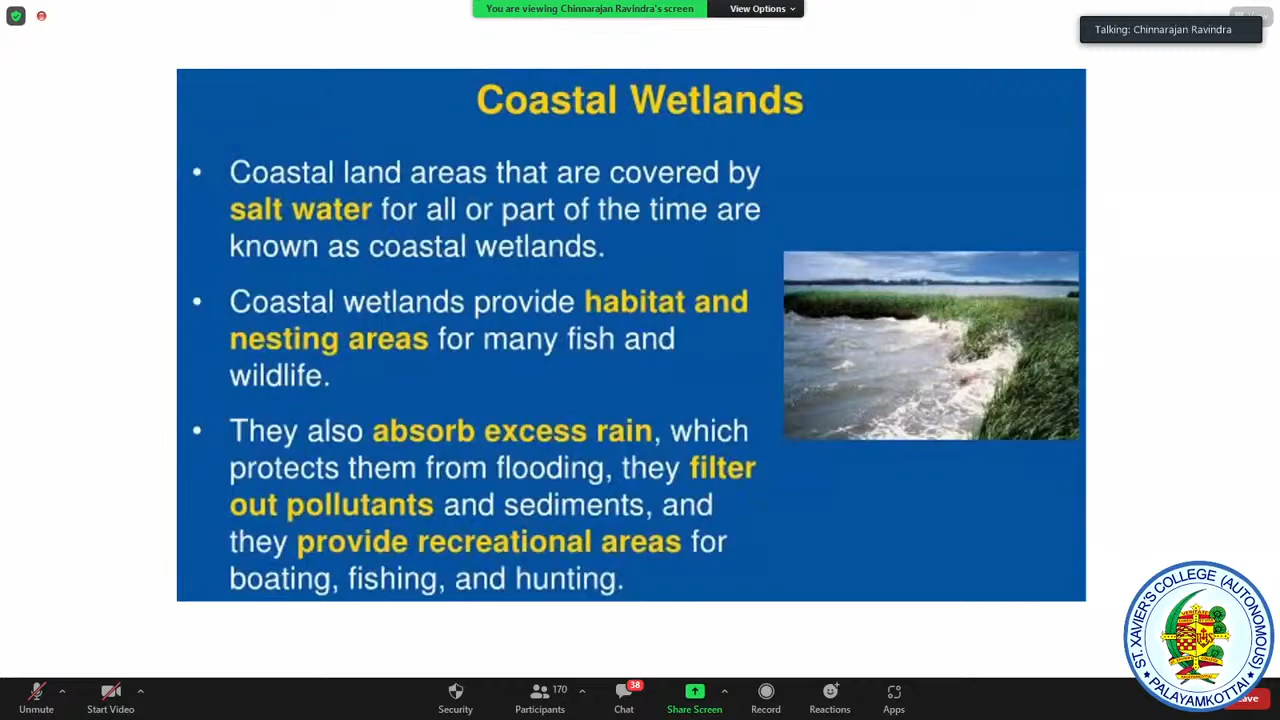 You are viewing Chinnarajan Ravindra's screen
View Options
View
Talking: Chinnarajan Ravindra
Coastal Wetlands
• Coastal land areas that are covered by
salt water for all or part of the time are
known as coastal wetlands.
• Coastal wetlands provide habitat and
nesting areas for many fish and
wildlife.
• They also absorb excess rain, which
protects them from flooding, they filter
out pollutants and sediments, and
they provide recreational areas for
boating, fishing, and hunting.
ST. XAVIER'S COLLEGE (AUTONOMOUS)
PALAYAMKOTTAI
Unmute
Start Video
Security
170
Participants
38
Chat
Share Screen
Record
Reactions
Apps